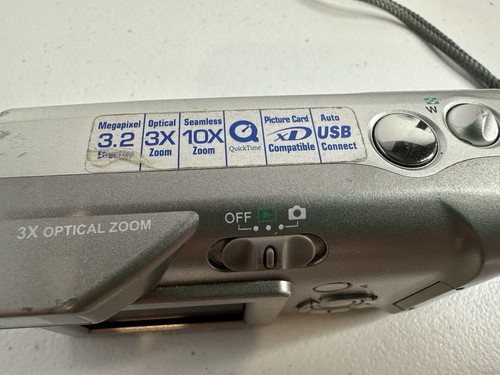 Megapixel
3.2
Optical
3X
Zoom
Seamless
10X
Zoom
QuickTime
Picture Card
xD
Compatible
Auto
USB
Connect
W
OFF
3X OPTICAL ZOOM